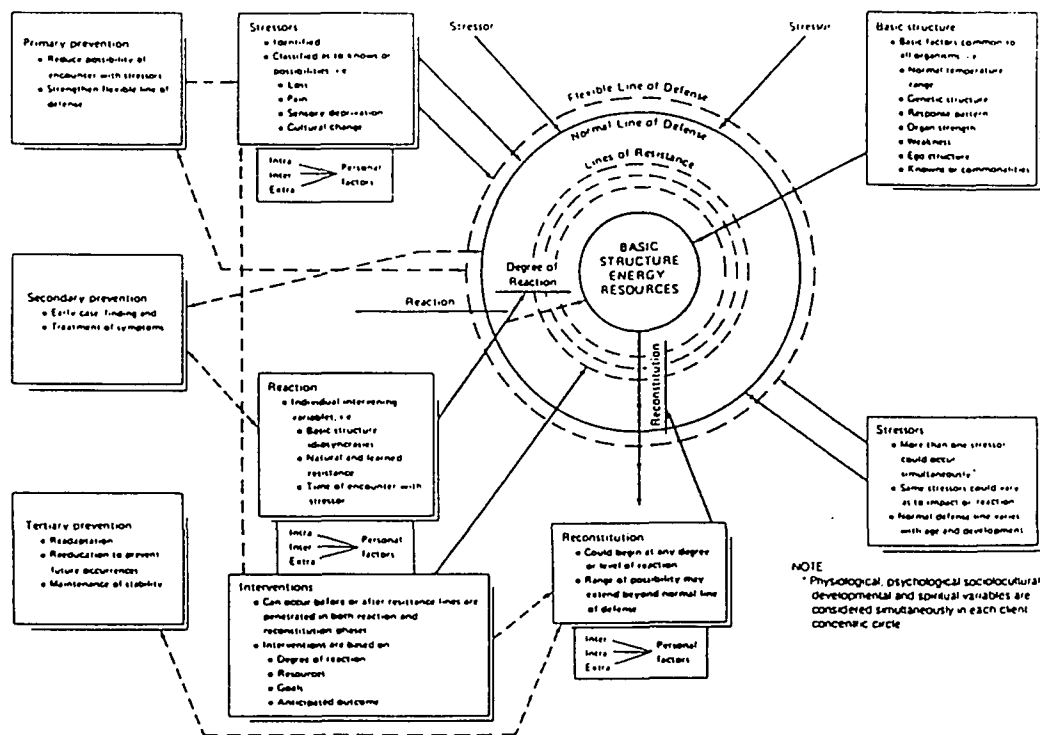 Primary prevention
Reduce possibility of
encounter with stressors
Strengthen flexible line of
defense
Stressors
Identified
Classified as to knows or
possibilities, i.e.
Loss
Pain
Sensory deprivation
Cultural change
Intra
Inter
Extra
Personal
factors
Stressor
Stressor
Basic structure
Basic factors common to
all organisms, i.e.
Normal temperature
range
Genetic structure
Response pattern
Organ strength
Weakness
Ego structure
Knowns or commonalities
Flexible Line of Defense
Normal Line of Defense
Lines of Resistance
BASIC
STRUCTURE
ENERGY
RESOURCES
Degree of
Reaction
Reaction
Reconstitution
Secondary prevention
Early case finding and
Treatment of symptoms
Reaction
Individual intervening
variables, i.e.
Basic structure
idiosyncrasies
Natural and learned
resistance
Time of encounter with
stressor
Intra
Inter
Extra
Personal
factors
Stressors
More than one stressor
could occur
simultaneously*
Same stressors could vary
as to impact or reaction
Normal defense line varies
with age and development
Tertiary prevention
Readaptation
Reeducation to prevent
future occurrences
Maintenance of stability
Interventions
Can occur before or after resistance lines are
penetrated in both reaction and
reconstitution phases
Interventions are based on
Degree of reaction
Resources
Goals
Anticipated outcome
Reconstitution
Could begin at any degree
or level of reaction
Range of possibility may
extend beyond normal line
of defense
Inter
Intra
Extra
Personal
factors
NOTE
* Physiological, psychological sociocultural
developmental and spiritual variables are
considered simultaneously in each client
concentric circle